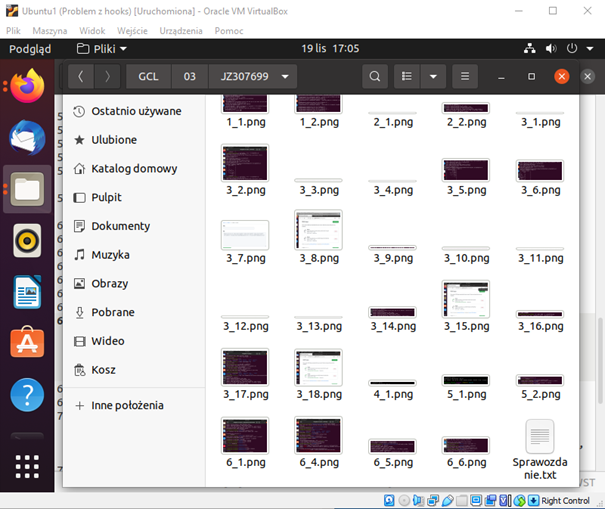 Ubuntu1 (Problem z hooks) [Uruchomiona] - Oracle VM VirtualBox
Plik Maszyna Widok Wejście Urządzenia Pomoc
Podgląd Pliki 19 lis 17:05
GCL 03 JZ307699
Ostatnio używane
Ulubione
Katalog domowy
Pulpit
Dokumenty
Muzyka
Obrazy
Pobrane
Wideo
Kosz
Inne położenia
1_1.png 1_2.png 2_1.png 2_2.png 3_1.png
3_2.png 3_3.png 3_4.png 3_5.png 3_6.png
3_7.png 3_8.png 3_9.png 3_10.png 3_11.png
3_12.png 3_13.png 3_14.png 3_15.png 3_16.png
3_17.png 3_18.png 4_1.png 5_1.png 5_2.png
6_1.png 6_4.png 6_5.png 6_6.png Sprawozda
nie.txt
Right Control